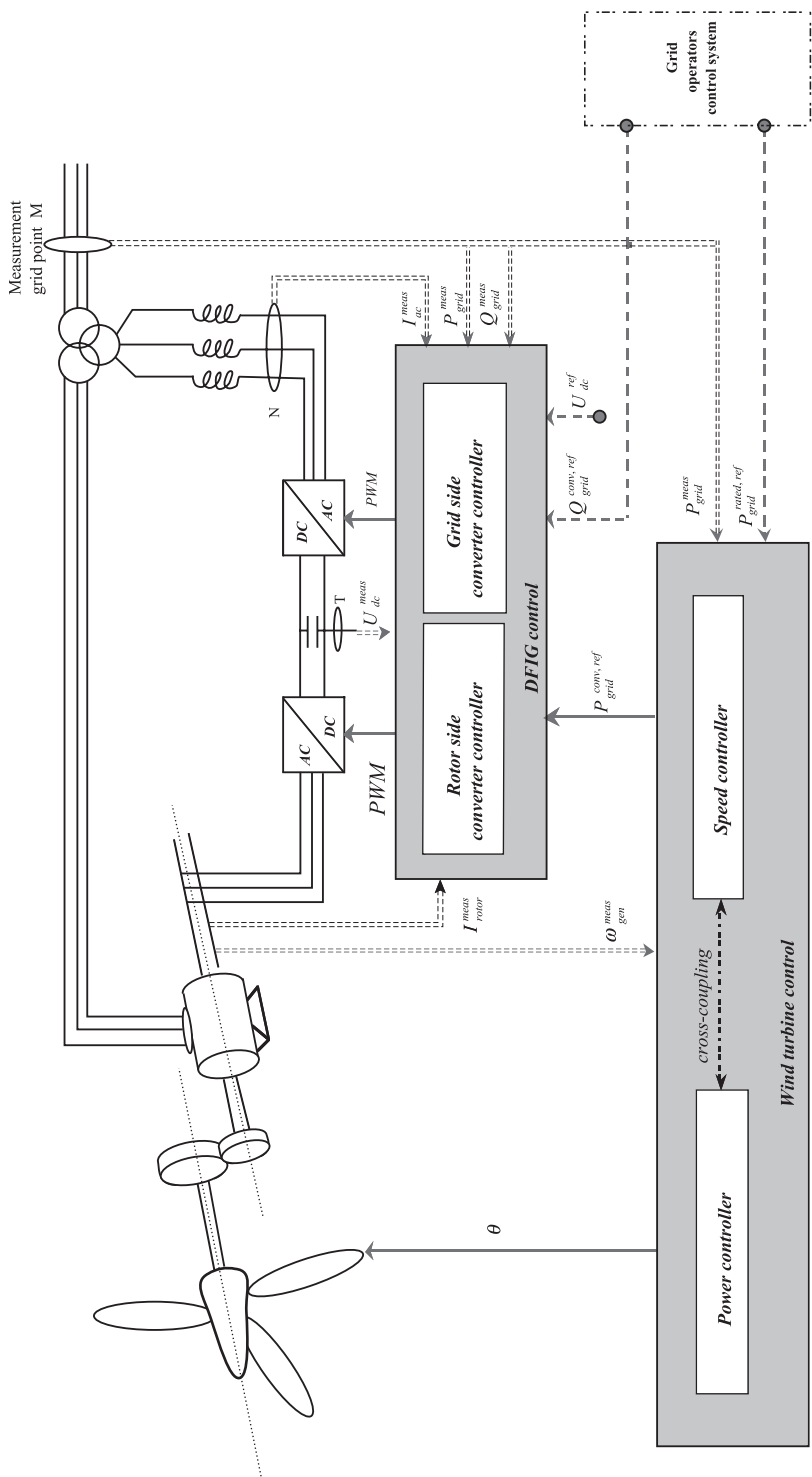 Measurement
grid point M
N
DC
AC
PWM
T
U_dc^meas
AC
DC
PWM
I_ac^meas
P_grid^meas
Q_grid^meas
Grid side
converter controller
Rotor side
converter controller
DFIG control
U_dc^ref
Q_grid^conv, ref
I_rotor^meas
ω_gen^meas
P_grid^conv, ref
Grid
operators
control system
P_grid^meas
P_grid^rated, ref
θ
Power controller
cross-coupling
Speed controller
Wind turbine control